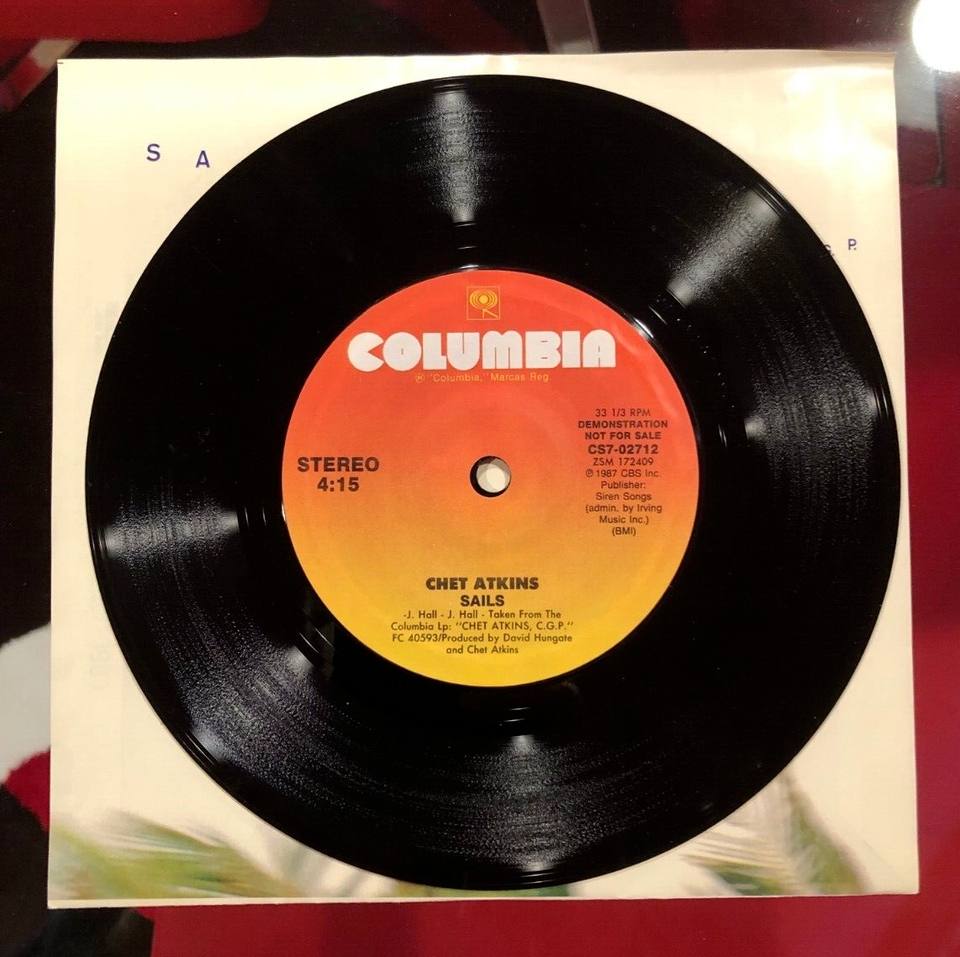 S A
P.
COLUMBIA
® "Columbia," Marcas Reg.
33 1/3 RPM
DEMONSTRATION
NOT FOR SALE
CS7-02712
ZSM 172409
℗ 1987 CBS Inc.
Publisher:
Siren Songs
(admin. by Irving
Music Inc.)
(BMI)
STEREO
4:15
CHET ATKINS
SAILS
-J. Hall - J. Hall - Taken From The
Columbia Lp: "CHET ATKINS, C.G.P."
FC 40593/Produced by David Hungate
and Chet Atkins